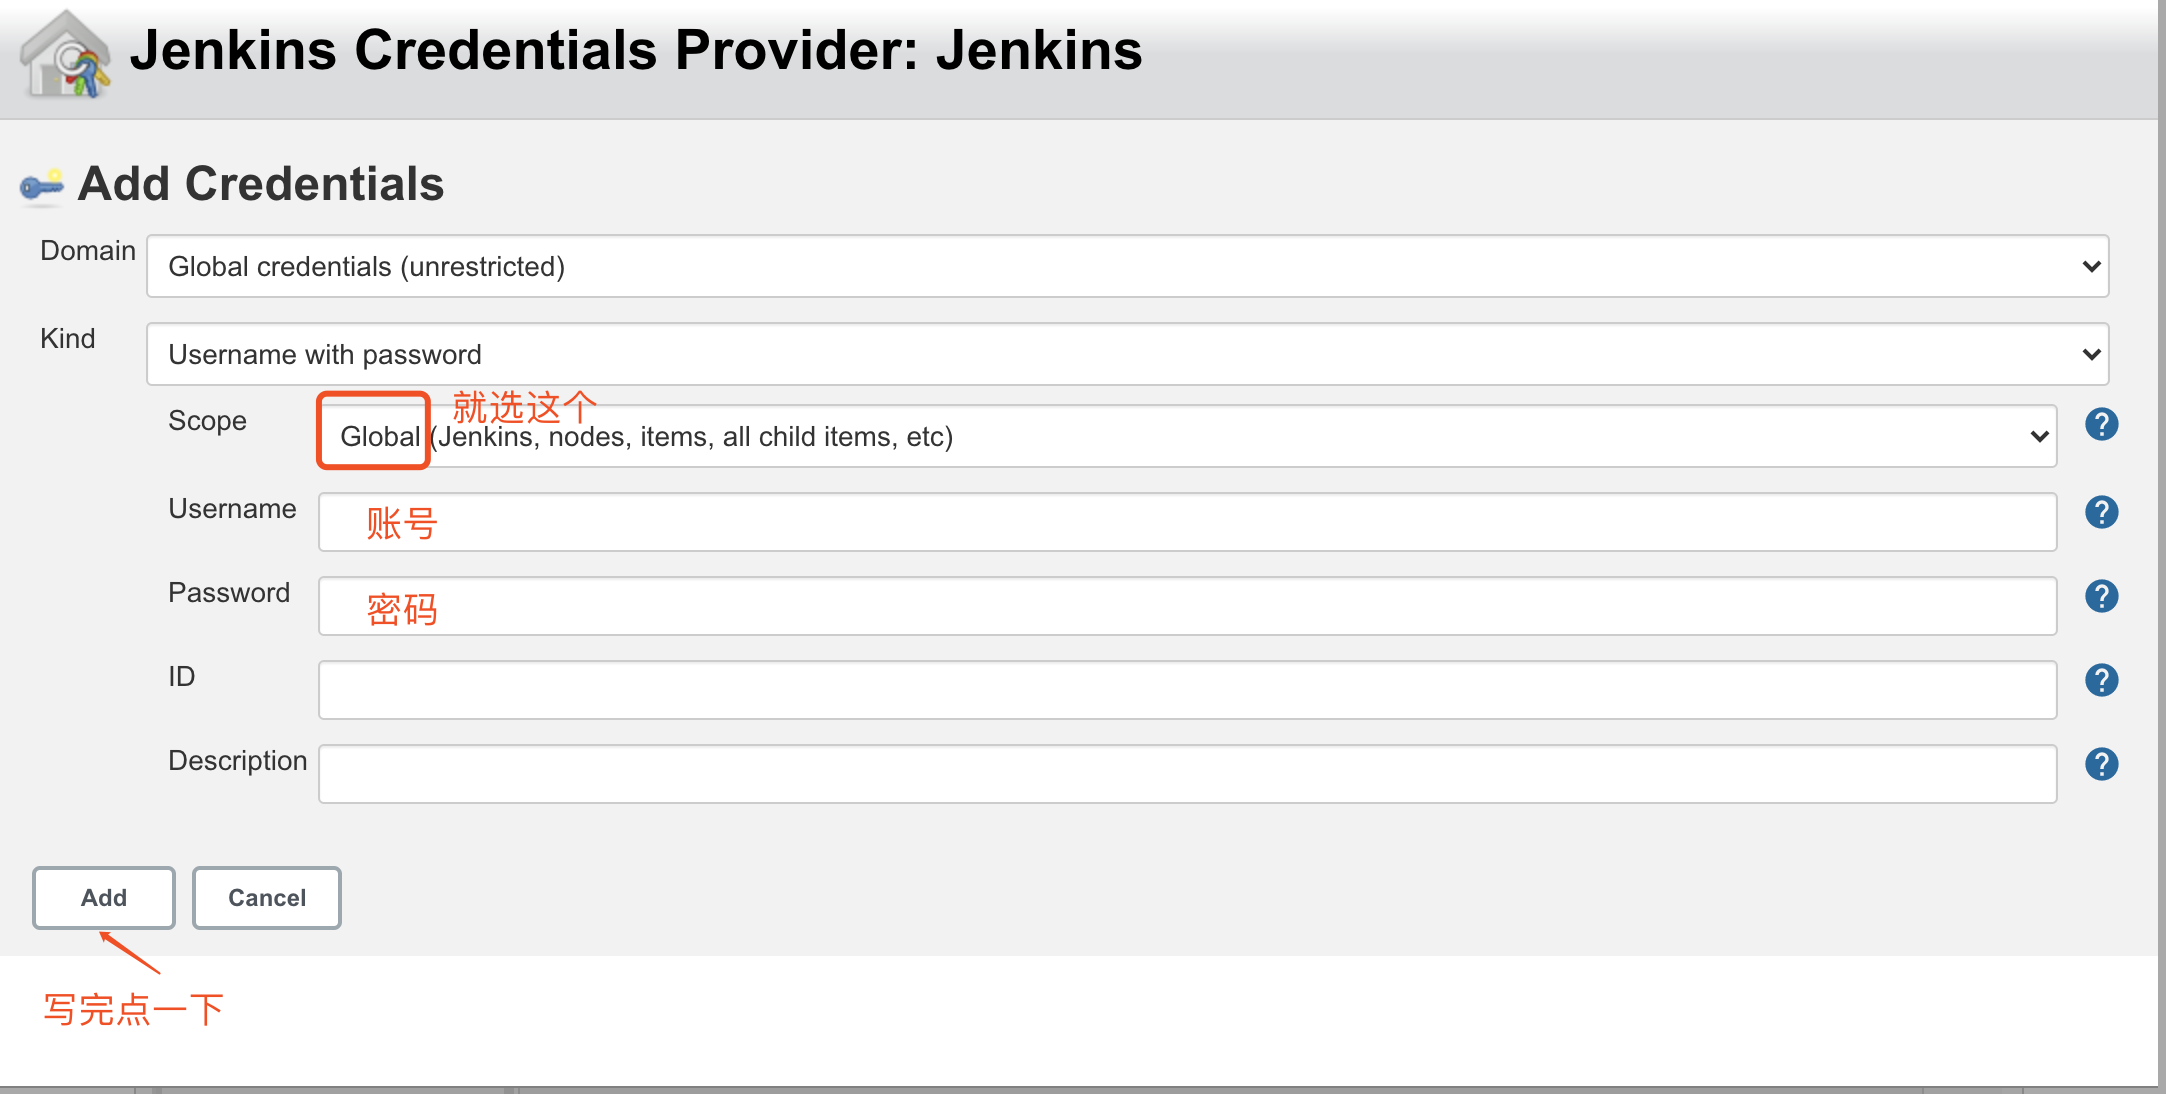 Jenkins Credentials Provider: Jenkins
Add Credentials
Domain
Global credentials (unrestricted)
Kind
Username with password
就选这个
Scope
Global (Jenkins, nodes, items, all child items, etc)
?
Username
账号
?
Password
密码
?
ID
?
Description
?
Add
Cancel
写完点一下